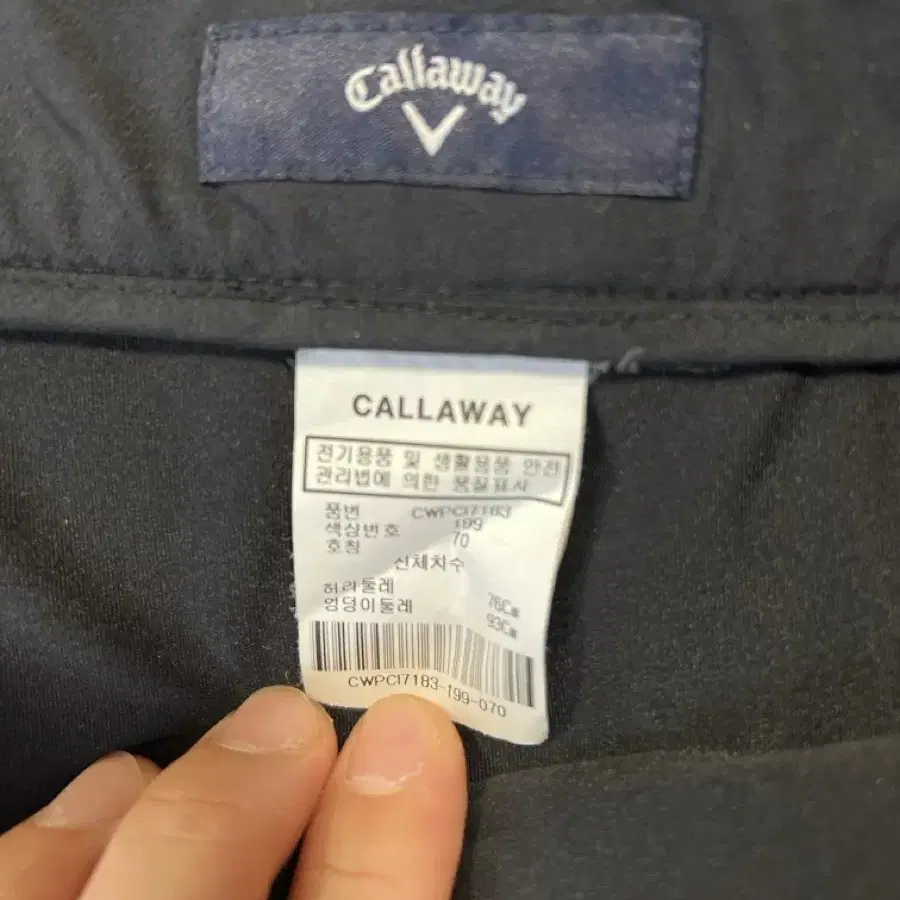 Callaway
CALLAWAY
전기용품 및 생활용품 안전
관리법에 의한 품질표시
품번 CWPCI7183
색상번호 199
호칭 70
신체치수
허리둘레 76Cm
엉덩이둘레 93Cm
CWPCI7183-199-070